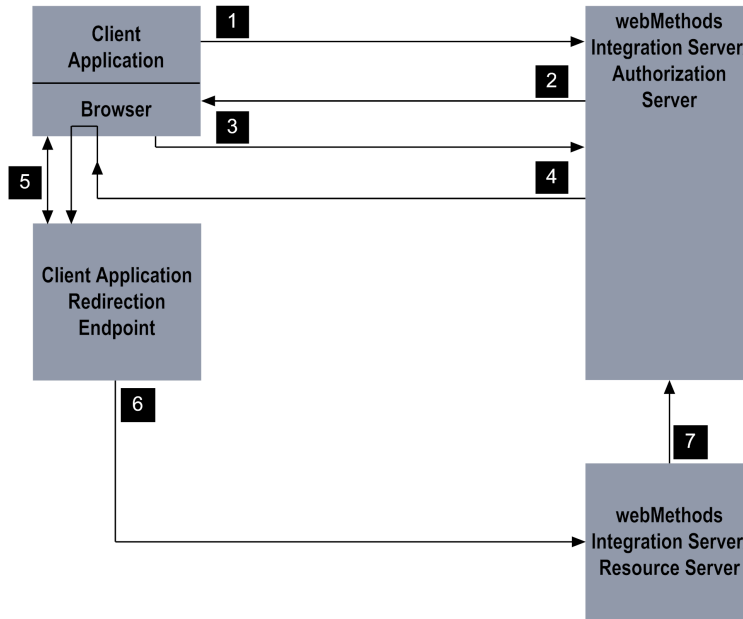 Client
Application
Browser
1
2
3
4
5
webMethods
Integration Server
Authorization
Server
Client Application
Redirection
Endpoint
6
7
webMethods
Integration Server
Resource Server